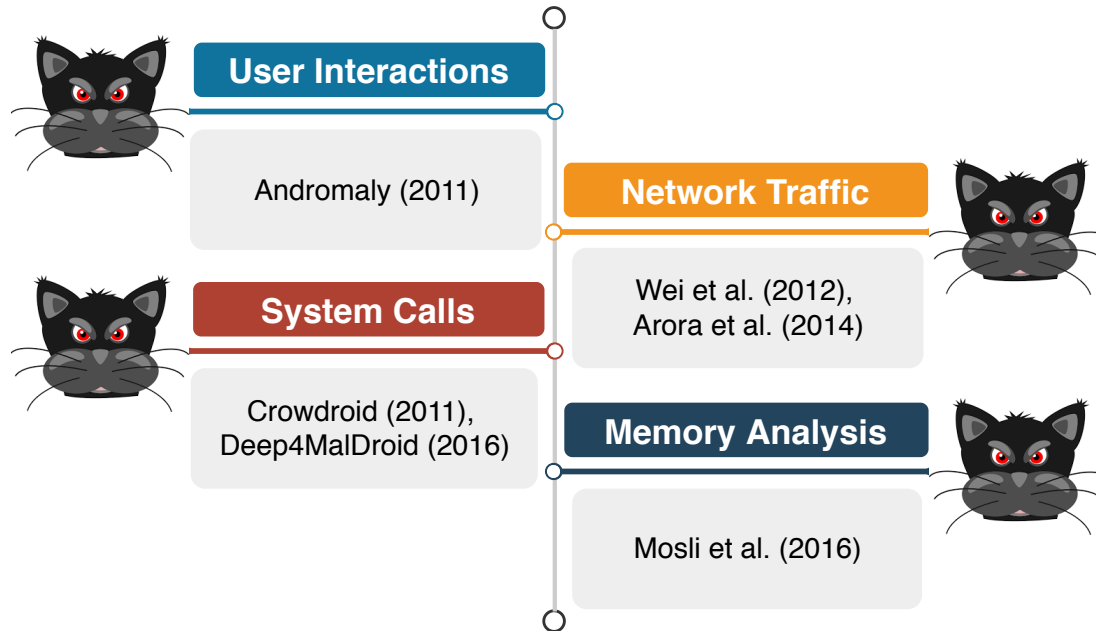 User Interactions
Andromaly (2011)
Network Traffic
Wei et al. (2012),
Arora et al. (2014)
System Calls
Crowdroid (2011),
Deep4MalDroid (2016)
Memory Analysis
Mosli et al. (2016)